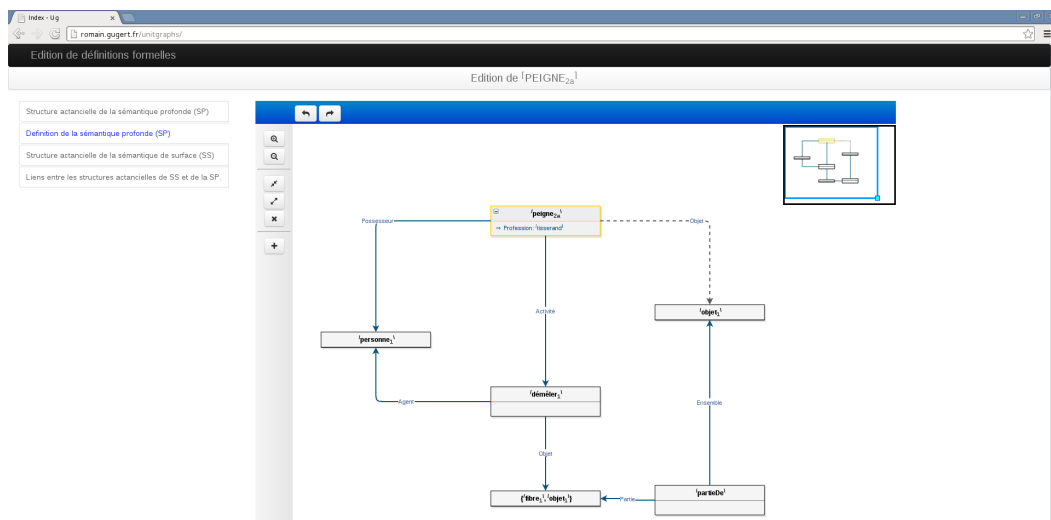 Index - Ug
romain.gugert.fr/unitgraphs/
Edition de définitions formelles
Edition de ⌈PEIGNE₂ₐ⌉
Structure actancielle de la sémantique profonde (SP)
Definition de la sémantique profonde (SP)
Structure actancielle de la sémantique de surface (SS)
Liens entre les structures actancielles de SS et de la SP.
⌈peigne₂ₐ⌉
⇒ Profession : ⌈tisserand⌉
Possesseur
Objet
Activité
⌈objet₁⌉
⌈personne₁⌉
⌈démêler₁⌉
Agent
Ensemble
Objet
⌈partieDe⌉
{⌈fibre₁⌉, ⌈objet₁⌉}
Partie